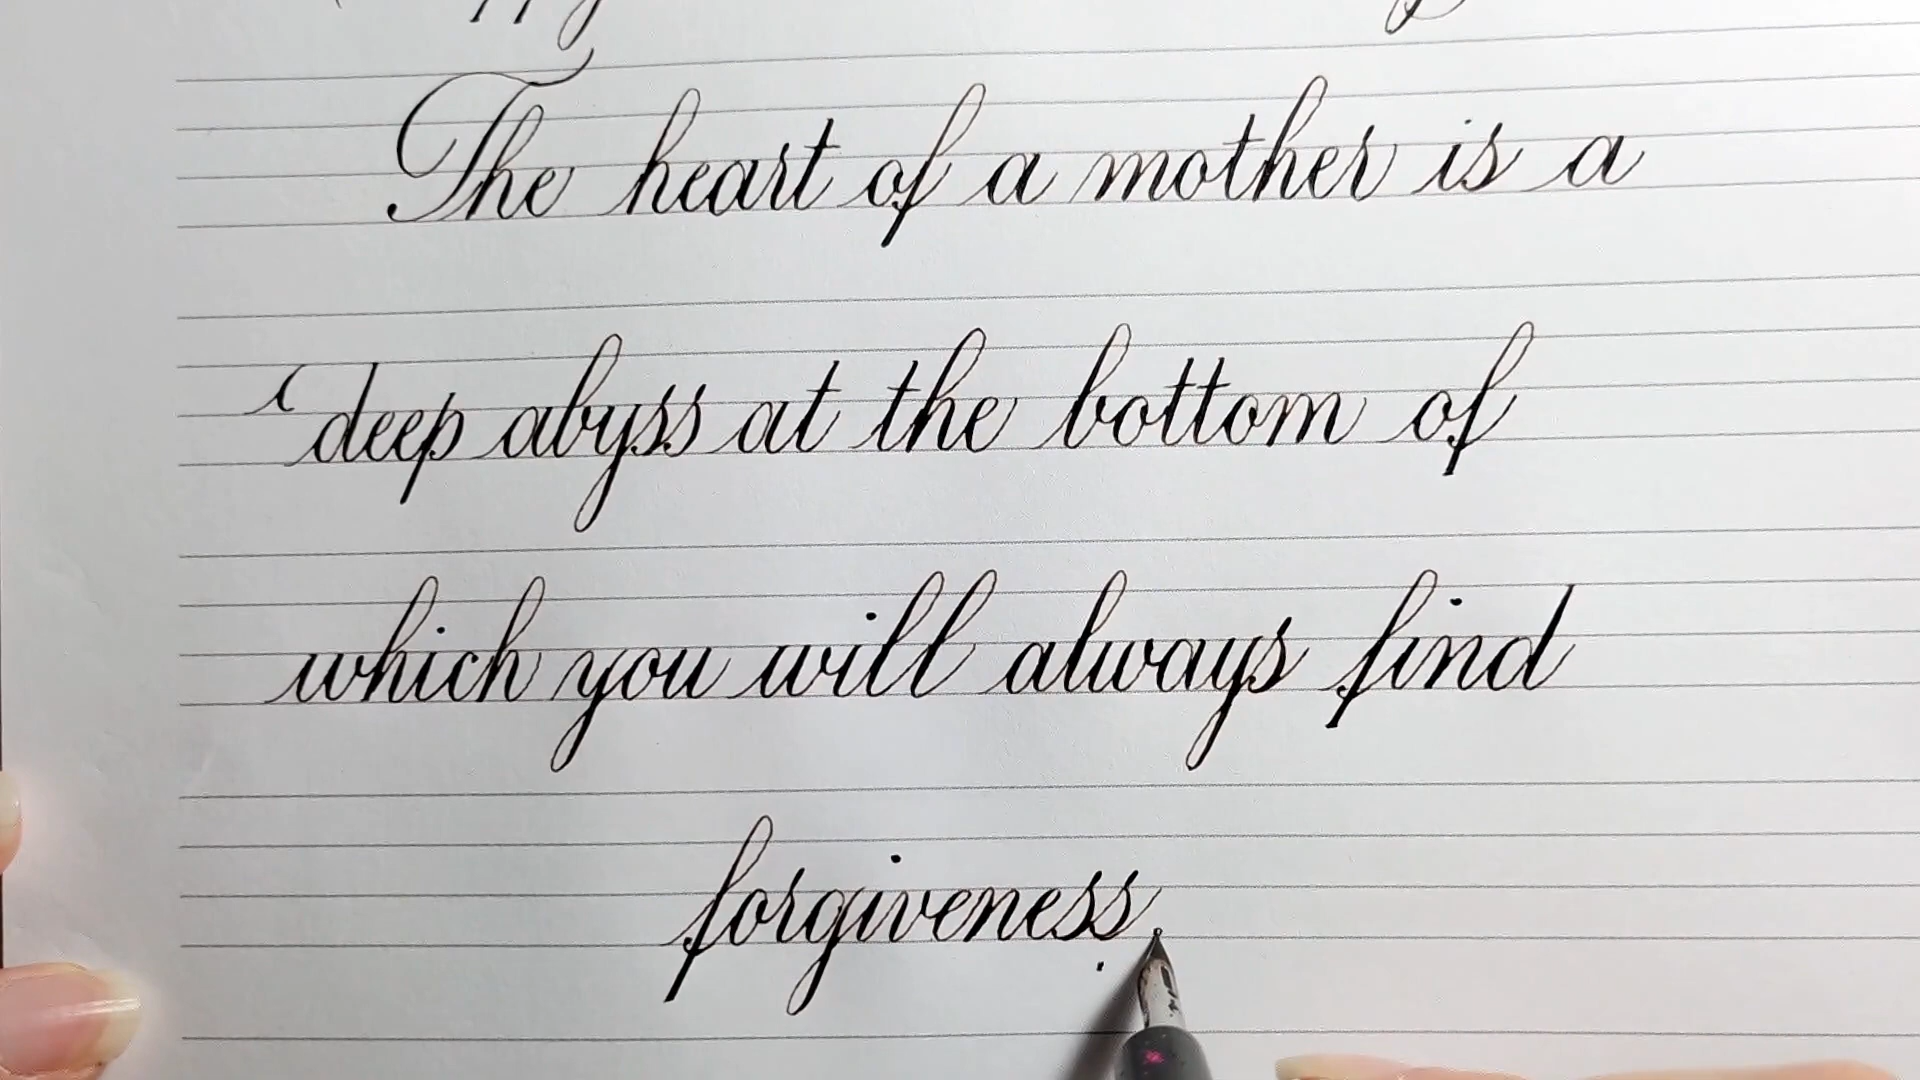 The heart of a mother is a
deep abyss at the bottom of
which you will always find
forgiveness.